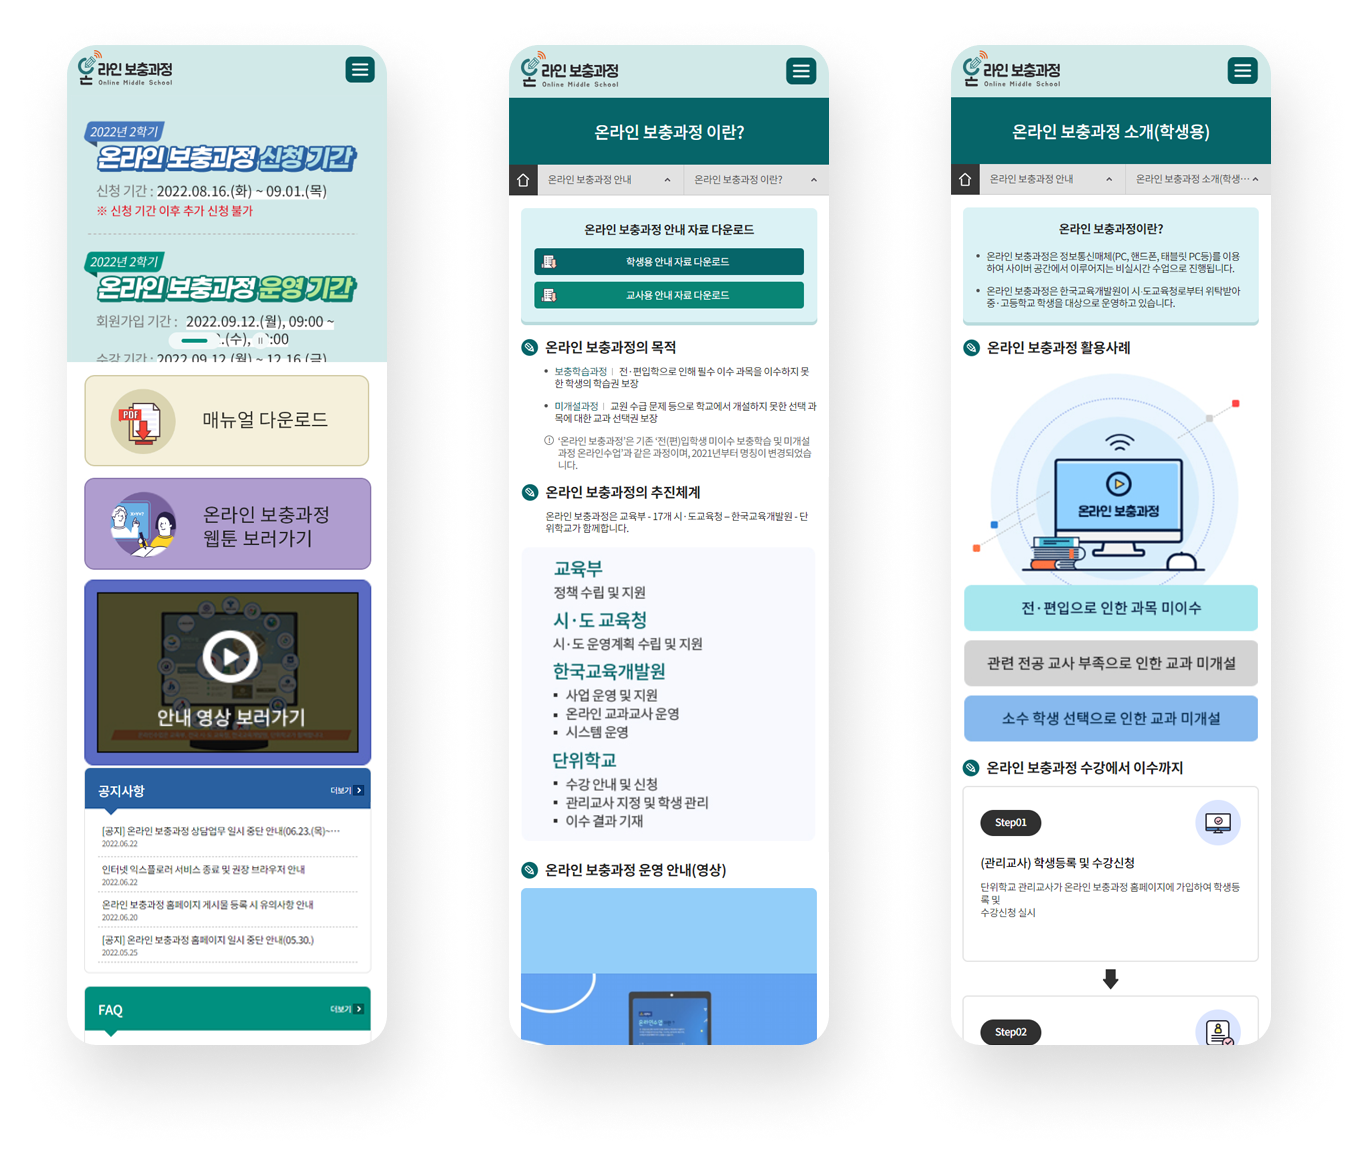 온라인 보충과정
Online Middle School
2022년 2학기
온라인 보충과정 신청 기간
신청 기간 : 2022.08.16.(화) ~ 09.01.(목)
※ 신청 기간 이후 추가 신청 불가
2022년 2학기
온라인 보충과정 운영 기간
회원가입 기간 : 2022.09.12.(월), 09:00 ~
.(수), :00
수강 기간 : 2022.09.12.(월) ~ 12.16.(금)
PDF
매뉴얼 다운로드
온라인 보충과정
웹툰 보러가기
안내 영상 보러가기
공지사항
더보기
[공지] 온라인 보충과정 상담업무 일시 중단 안내(06.23.(목)~···
2022.06.22
인터넷 익스플로러 서비스 종료 및 권장 브라우저 안내
2022.06.22
온라인 보충과정 홈페이지 게시물 등록 시 유의사항 안내
2022.06.20
[공지] 온라인 보충과정 홈페이지 일시 중단 안내(05.30.)
2022.05.25
FAQ
더보기
온라인 보충과정
Online Middle School
온라인 보충과정 이란?
온라인 보충과정 안내
온라인 보충과정 이란?
온라인 보충과정 안내 자료 다운로드
학생용 안내 자료 다운로드
교사용 안내 자료 다운로드
온라인 보충과정의 목적
• 보충학습과정 | 전·편입학으로 인해 필수 이수 과목을 이수하지 못
한 학생의 학습권 보장
• 미개설과정 | 교원 수급 문제 등으로 학교에서 개설하지 못한 선택 과
목에 대한 교과 선택권 보장
'온라인 보충과정'은 기존 '전(편)입학생 미이수 보충학습 및 미개설
과정 온라인수업'과 같은 과정이며, 2021년부터 명칭이 변경되었습
니다.
온라인 보충과정의 추진체계
온라인 보충과정은 교육부 - 17개 시·도교육청 – 한국교육개발원 - 단
위학교가 함께합니다.
교육부
정책 수립 및 지원
시·도 교육청
시·도 운영계획 수립 및 지원
한국교육개발원
▪ 사업 운영 및 지원
▪ 온라인 교과교사 운영
▪ 시스템 운영
단위학교
▪ 수강 안내 및 신청
▪ 관리교사 지정 및 학생 관리
▪ 이수 결과 기재
온라인 보충과정 운영 안내(영상)
온라인수업
온라인 보충과정
Online Middle School
온라인 보충과정 소개(학생용)
온라인 보충과정 안내
온라인 보충과정 소개(학생···
온라인 보충과정이란?
• 온라인 보충과정은 정보통신매체(PC, 핸드폰, 태블릿 PC등)를 이용
하여 사이버 공간에서 이루어지는 비실시간 수업으로 진행됩니다.
• 온라인 보충과정은 한국교육개발원이 시·도교육청로부터 위탁받아
중·고등학교 학생을 대상으로 운영하고 있습니다.
온라인 보충과정 활용사례
온라인 보충과정
전·편입으로 인한 과목 미이수
관련 전공 교사 부족으로 인한 교과 미개설
소수 학생 선택으로 인한 교과 미개설
온라인 보충과정 수강에서 이수까지
Step01
(관리교사) 학생등록 및 수강신청
단위학교 관리교사가 온라인 보충과정 홈페이지에 가입하여 학생등
록 및
수강신청 실시
Step02